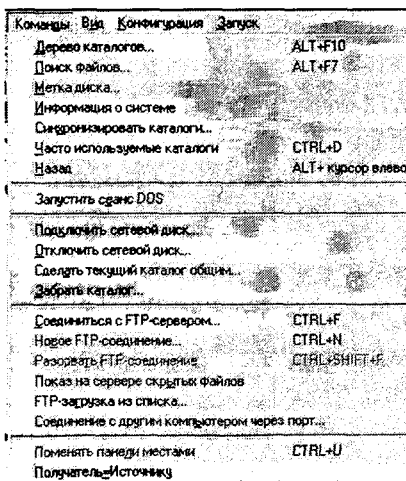 Команды Вид Конфигурация Запуск
Дерево каталогов... ALT+F10
Поиск файлов... ALT+F7
Метка диска...
Информация о системе
Синхронизировать каталоги...
Часто используемые каталоги CTRL+D
Назад ALT+ курсор влево
Запустить сеанс DOS
Подключить сетевой диск...
Отключить сетевой диск...
Сделать текущий каталог общим...
Забрать каталог...
Соединиться с FTP-сервером... CTRL+F
Новое FTP-соединение... CTRL+N
Разорвать FTP-соединение CTRL+SHIFT+F
Показ на сервере скрытых файлов
FTP-загрузка из списка...
Соединение с другим компьютером через порт...
Поменять панели местами CTRL+U
Получатель=Источнику